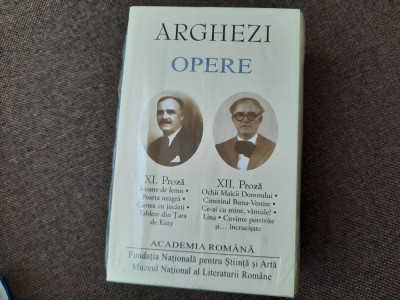 ARGHEZI
OPERE
XI. Proză
Icoane de lemn •
Poarta neagră •
Cartea cu jucării •
Tablete din Țara
de Kuty
XII. Proză
Ochii Maicii Domnului •
Cimitirul Buna-Vestire •
Ce-ai cu mine, vântule? •
Lina • Cuvinte potrivite
și... încrucișate
ACADEMIA ROMÂNĂ
Fundația Națională pentru Știință și Artă
Muzeul Național al Literaturii Române